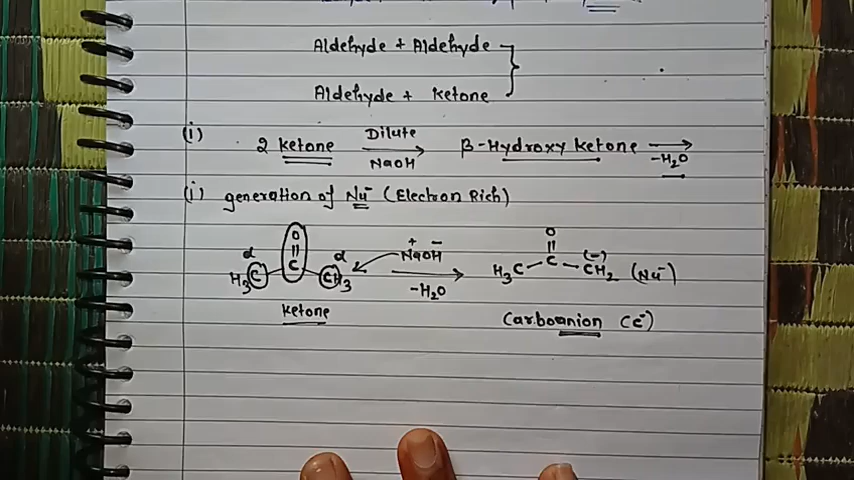 Aldehyde + Aldehyde
Aldehyde + Ketone
(i) 2 Ketone Dilute NaOH → β-Hydroxy Ketone -H₂O →
(i) generation of Nu⁻ (Electron Rich)
O O
α || α + − || (−)
H₃C C CH₃ NaOH → H₃C – C – CH₂ (Nu⁻)
-H₂O
Ketone Carboanion (C⁻)